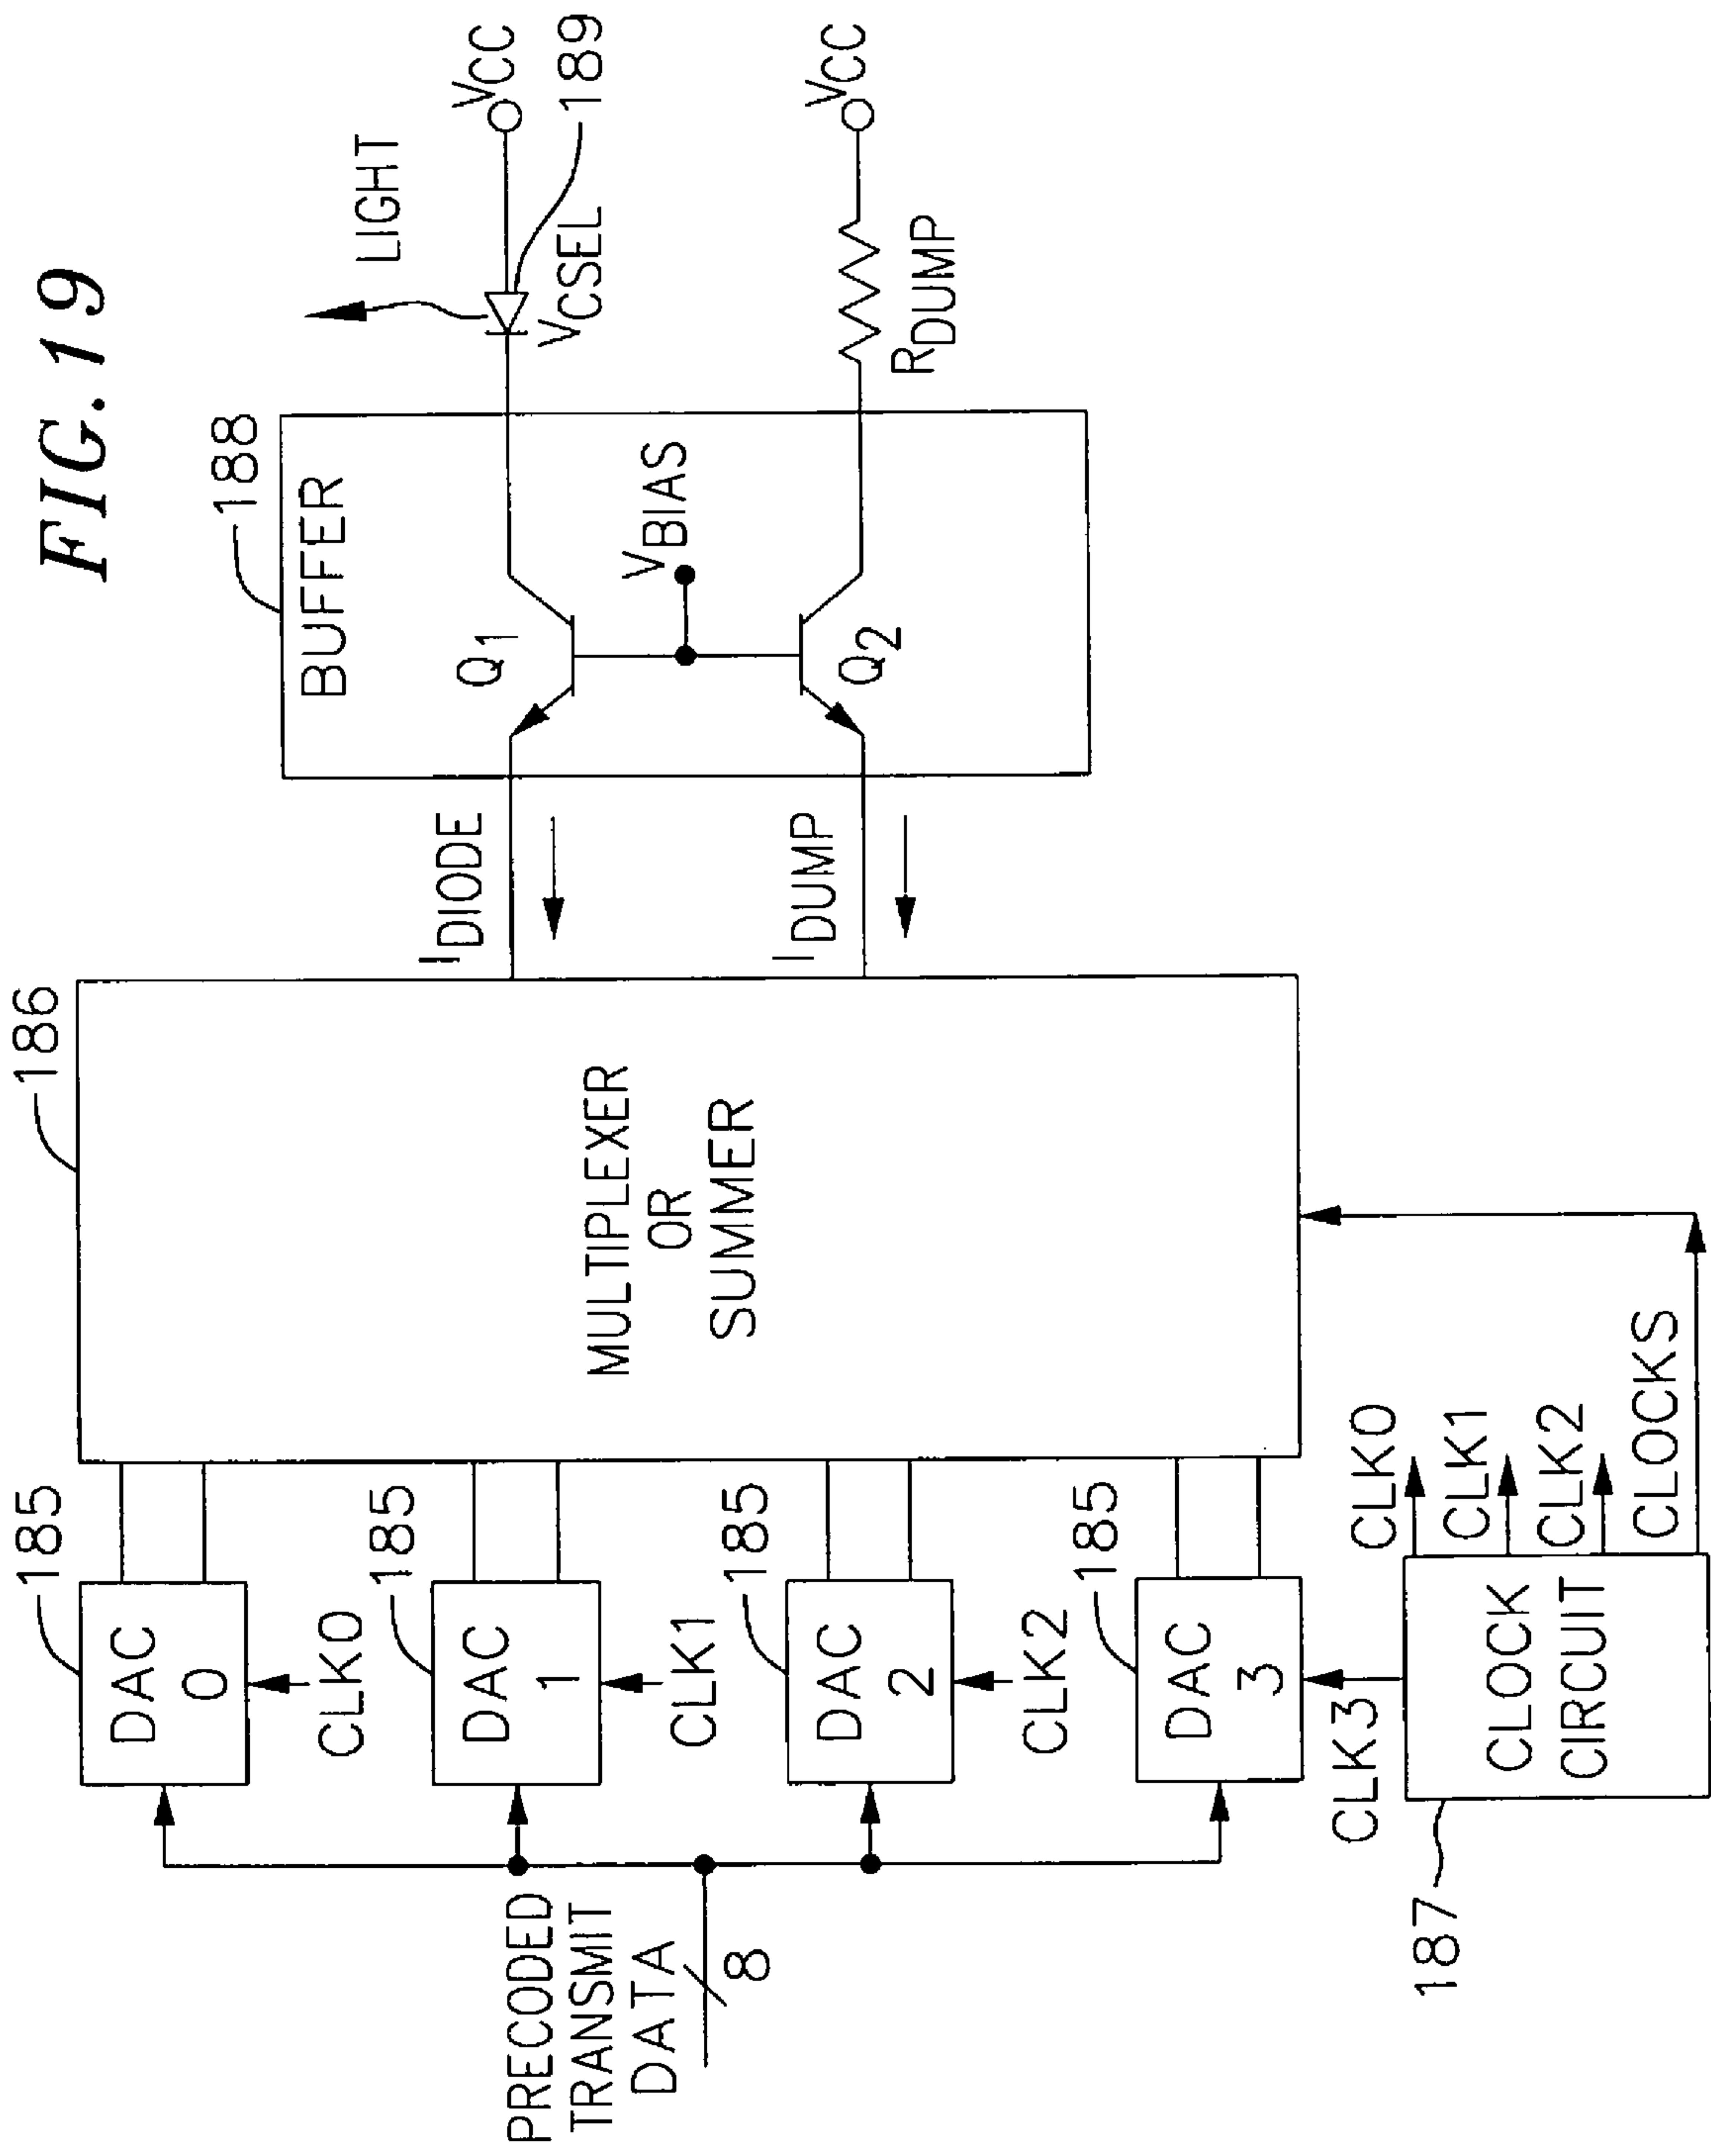 FIG. 19
186
188
185
DAC
0
CLK0
185
DAC
1
CLK1
185
DAC
2
CLK2
185
DAC
3
CLK3
PRECODED
TRANSMIT
DATA
8
MULTIPLEXER
OR
SUMMER
IDIODE
IDUMP
BUFFER
Q1
VBIAS
Q2
LIGHT
VCC
189
VCSEL
VCC
RDUMP
187
CLOCK
CIRCUIT
CLK0
CLK1
CLK2
CLOCKS